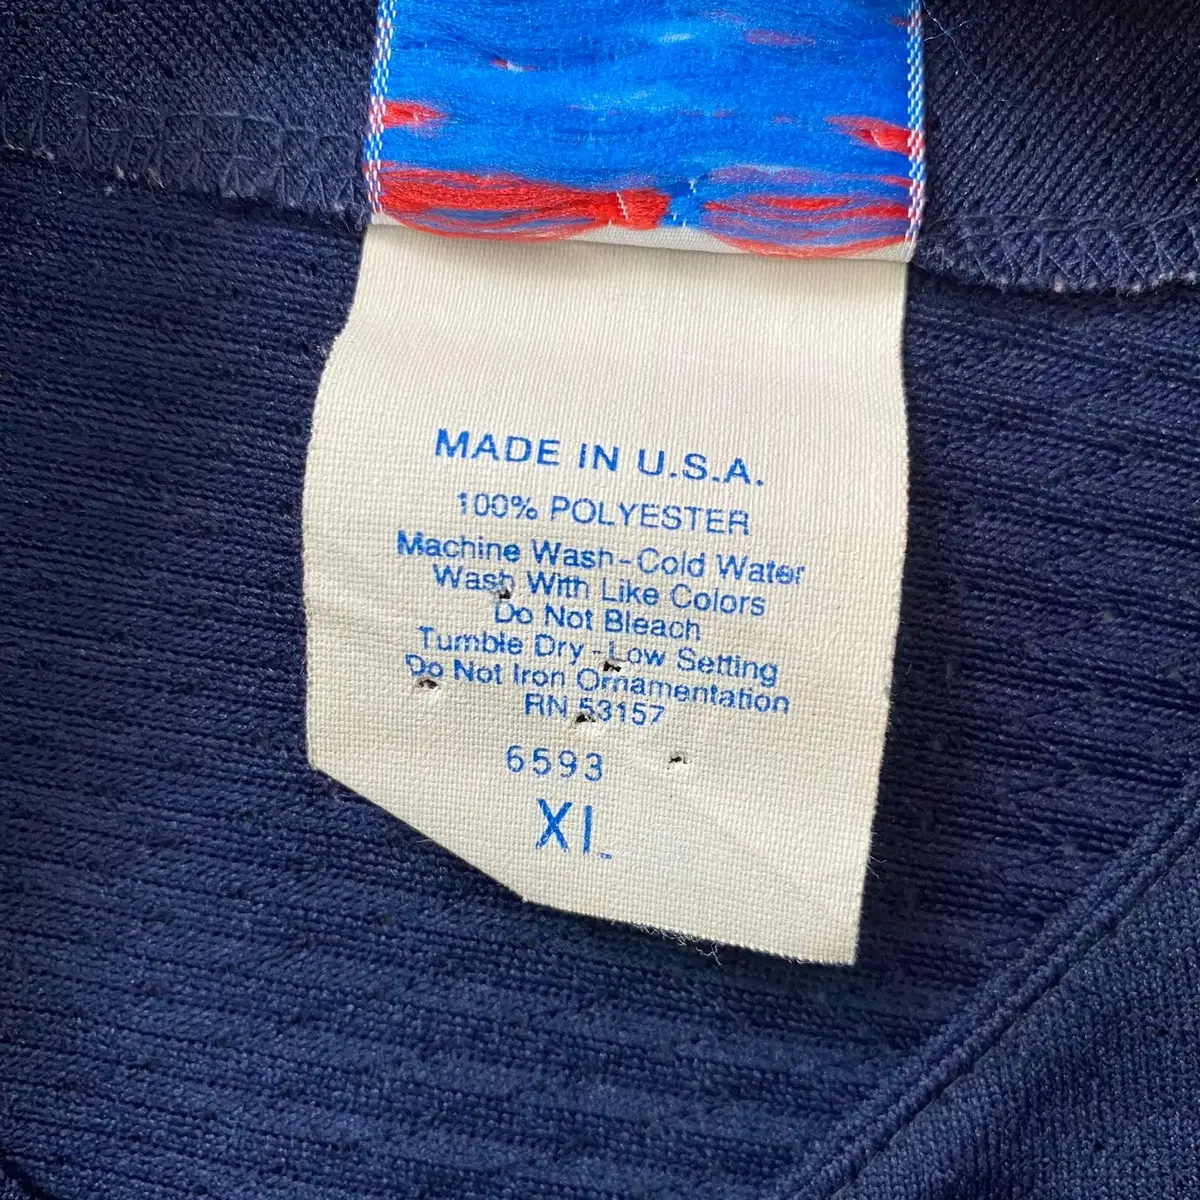 MADE IN U.S.A.
100% POLYESTER
Machine Wash-Cold Water
Wash With Like Colors
Do Not Bleach
Tumble Dry-Low Setting
Do Not Iron Ornamentation
RN 53157
6593
XL